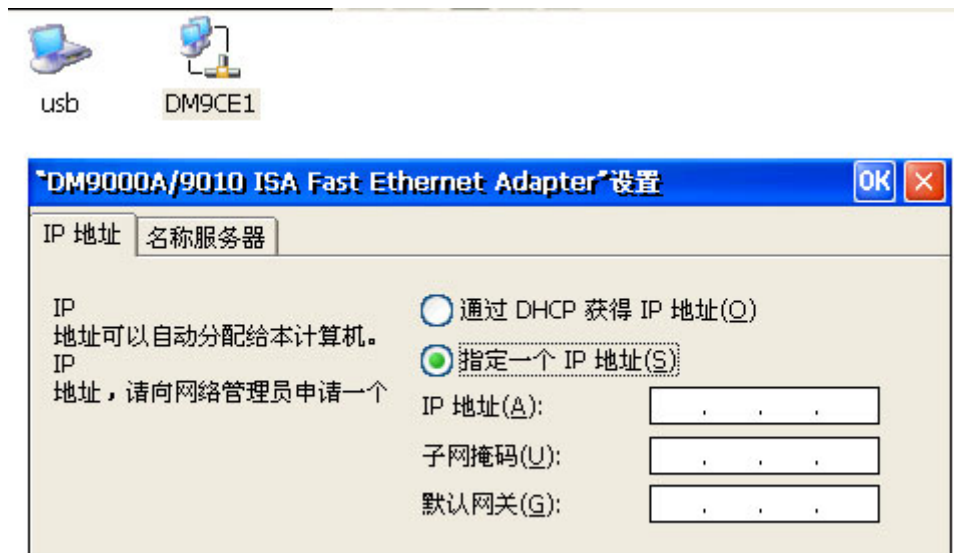 usb
DM9CE1
"DM9000A/9010 ISA Fast Ethernet Adapter"设置
OK
IP 地址
名称服务器
IP
地址可以自动分配给本计算机。
IP
地址，请向网络管理员申请一个
通过 DHCP 获得 IP 地址(O)
指定一个 IP 地址(S)
IP 地址(A):
. . .
子网掩码(U):
. . .
默认网关(G):
. . .